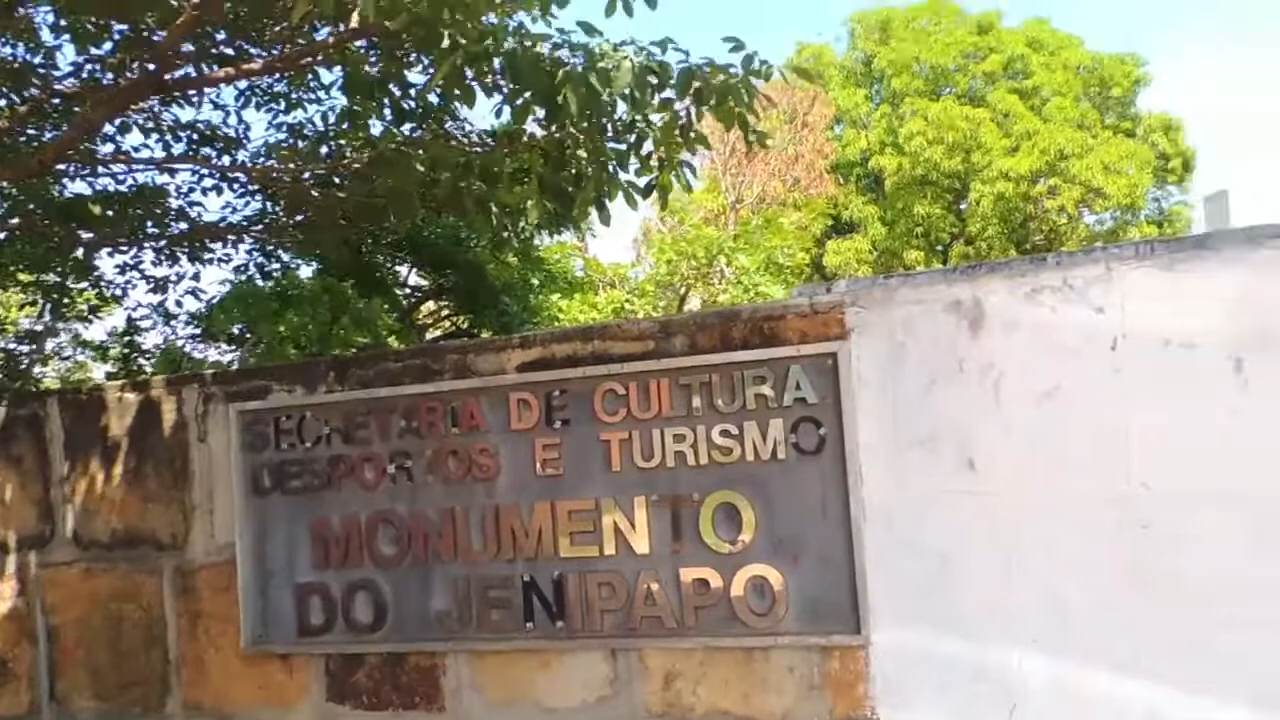 SECRETARIA DE CULTURA
DESPORTOS E TURISMO
MONUMENTO
DO JENIPAPO